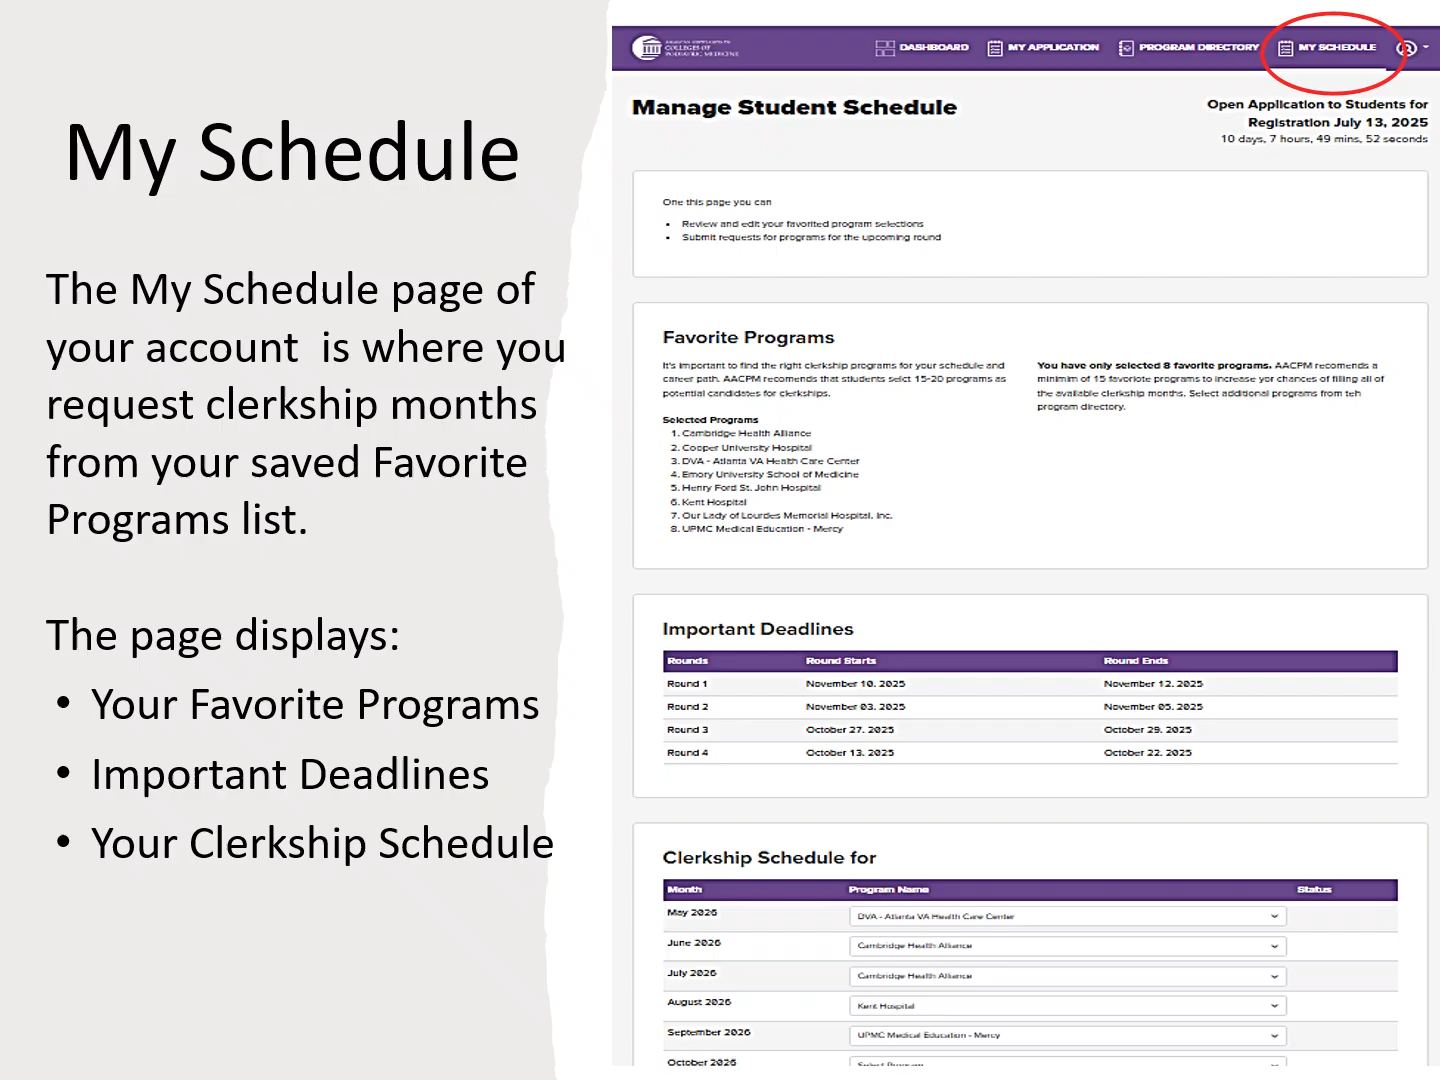 My Schedule
The My Schedule page of
your account  is where you
request clerkship months
from your saved Favorite
Programs list.
The page displays:
• Your Favorite Programs
• Important Deadlines
• Your Clerkship Schedule
COLLEGES OF
PODIATRIC MEDICINE
DASHBOARD MY APPLICATION PROGRAM DIRECTORY MY SCHEDULE
Manage Student Schedule
Open Application to Students for
Registration July 13, 2025
10 days, 7 hours, 49 mins, 52 seconds
One this page you can
• Review and edit your favorited program selections
• Submit requests for programs for the upcoming round
Favorite Programs
It's important to find the right clerkship programs for your schedule and
career path. AACPM recomends that stiudents selct 15-20 programs as
potential candidates for clerkships.
Selected Programs
1. Cambridge Health Alliance
2. Cooper University Hospital
3. DVA - Atlanta VA Health Care Center
4. Emory University School of Medicine
5. Henry Ford St. John Hospital
6. Kent Hospital
7. Our Lady of Lourdes Memorial Hospital, Inc.
8. UPMC Medical Education - Mercy
You have only selected 8 favorite programs. AACPM recomends a
minimim of 15 favoriote programs to increase yor chances of filling all of
the available clerkship months. Select additional programs from teh
program directory.
Important Deadlines
Rounds Round Starts Round Ends
Round 1 November 10, 2025 November 12, 2025
Round 2 November 03, 2025 November 05, 2025
Round 3 October 27, 2025 October 29, 2025
Round 4 October 13, 2025 October 22, 2025
Clerkship Schedule for
Month Program Name Status
May 2026 DVA - Atlanta VA Health Care Center
June 2026 Cambridge Health Alliance
July 2026 Cambridge Health Alliance
August 2026 Kent Hospital
September 2026 UPMC Medical Education - Mercy
October 2026 Select Program